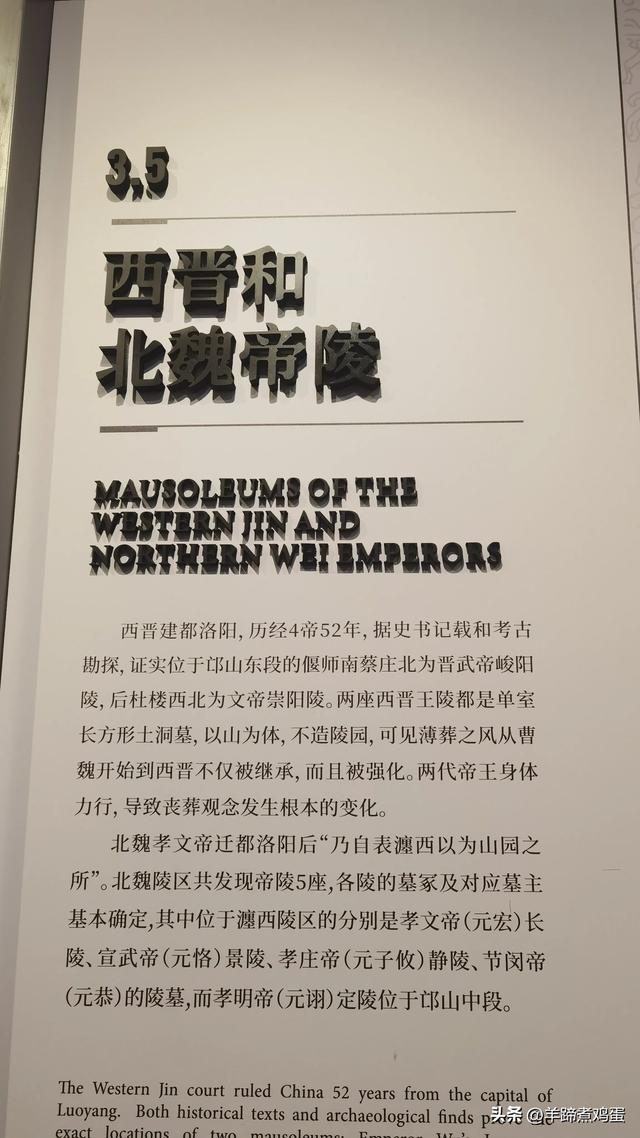 3.5
西晋和
北魏帝陵
MAUSOLEUMS OF THE
WESTERN JIN AND
NORTHERN WEI EMPERORS
西晋建都洛阳,历经4帝52年,据史书记载和考古
勘探,证实位于邙山东段的偃师南蔡庄北为晋武帝峻阳
陵,后杜楼西北为文帝崇阳陵。两座西晋王陵都是单室
长方形土洞墓,以山为体,不造陵园,可见薄葬之风从曹
魏开始到西晋不仅被继承,而且被强化。两代帝王身体
力行,导致丧葬观念发生根本的变化。
北魏孝文帝迁都洛阳后“乃自表瀍西以为山园之
所”。北魏陵区共发现帝陵5座,各陵的墓冢及对应墓主
基本确定,其中位于瀍西陵区的分别是孝文帝(元宏)长
陵、宣武帝(元恪)景陵、孝庄帝(元子攸)静陵、节闵帝
(元恭)的陵墓,而孝明帝(元诩)定陵位于邙山中段。
The Western Jin court ruled China 52 years from the capital of
Luoyang. Both historical texts and archaeological finds
exact locations of two mausoleums: Emperor Wu's
头条 @羊蹄煮鸡蛋